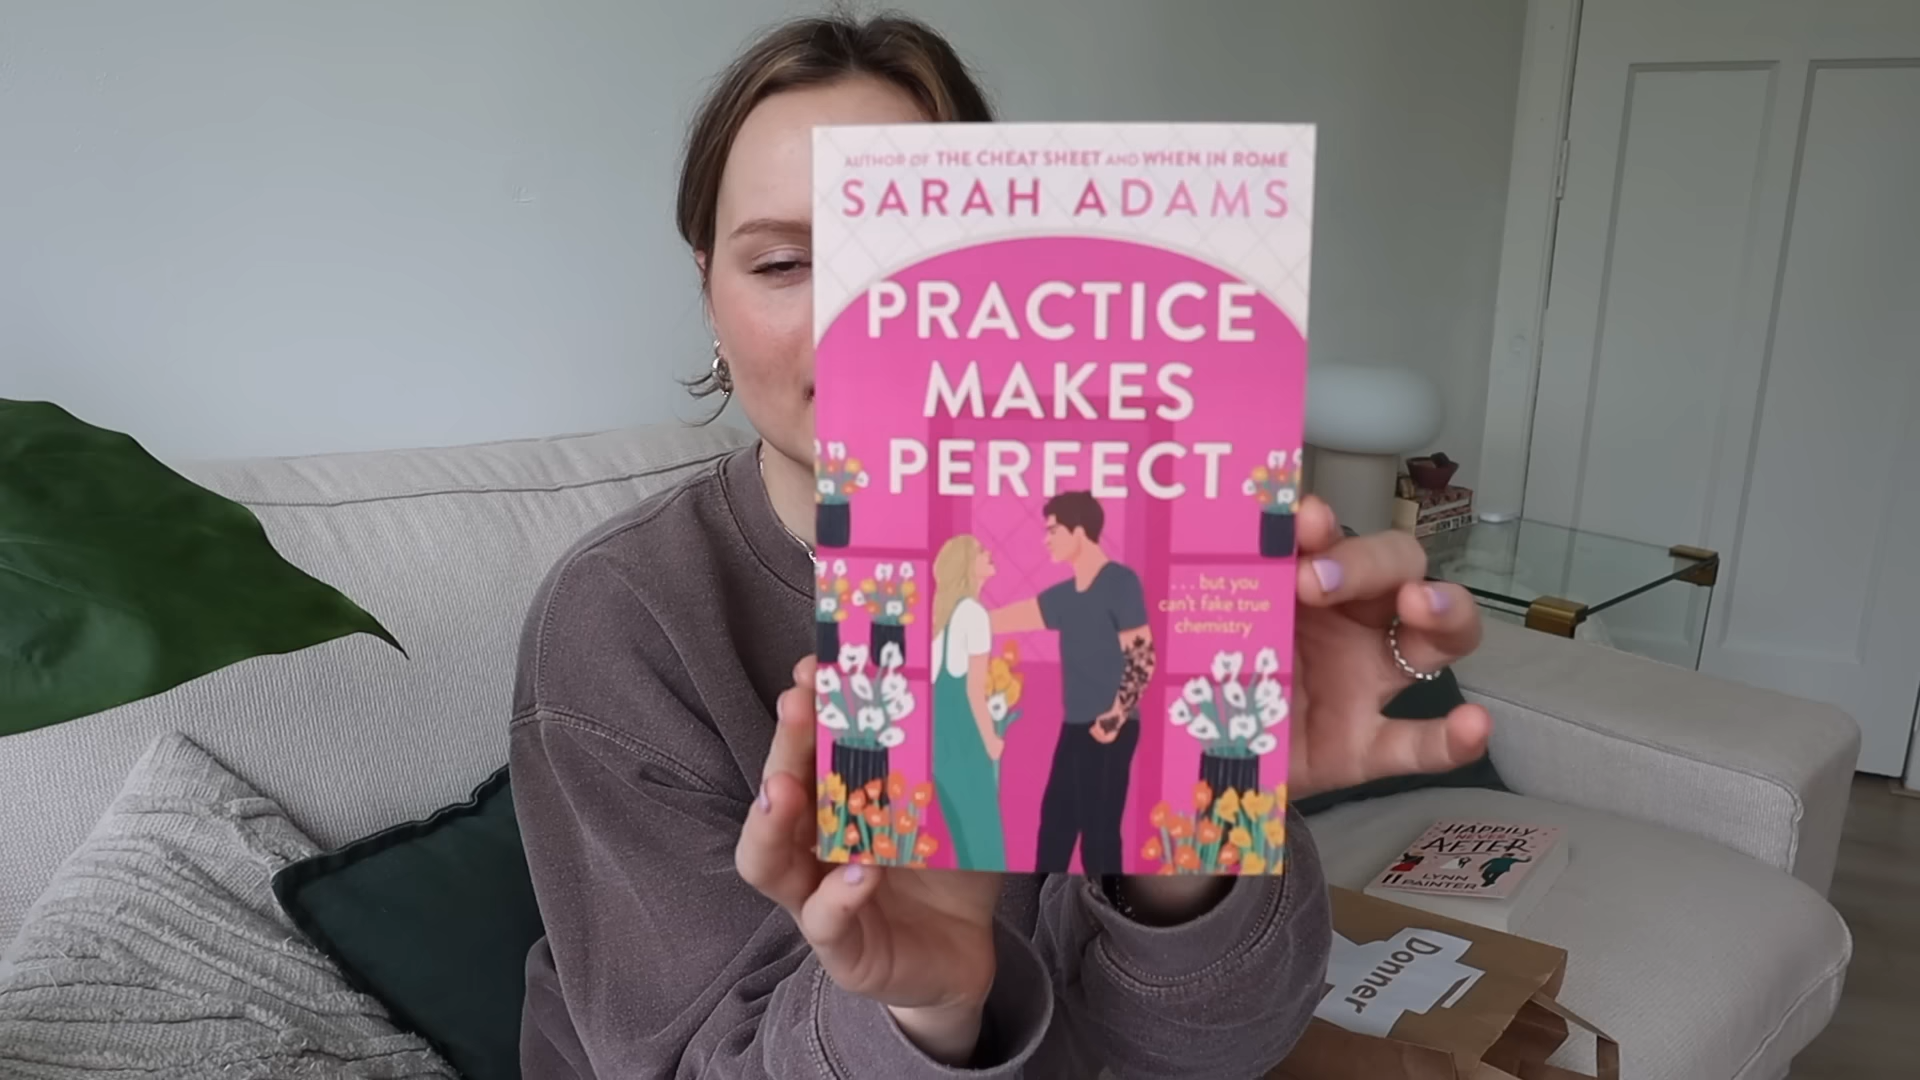 AUTHOR OF THE CHEAT SHEET AND WHEN IN ROME
SARAH ADAMS
PRACTICE
MAKES
PERFECT
...but you
can't fake true
chemistry
HAPPILY
NEVER
AFTER
LYNN
PAINTER
Donner